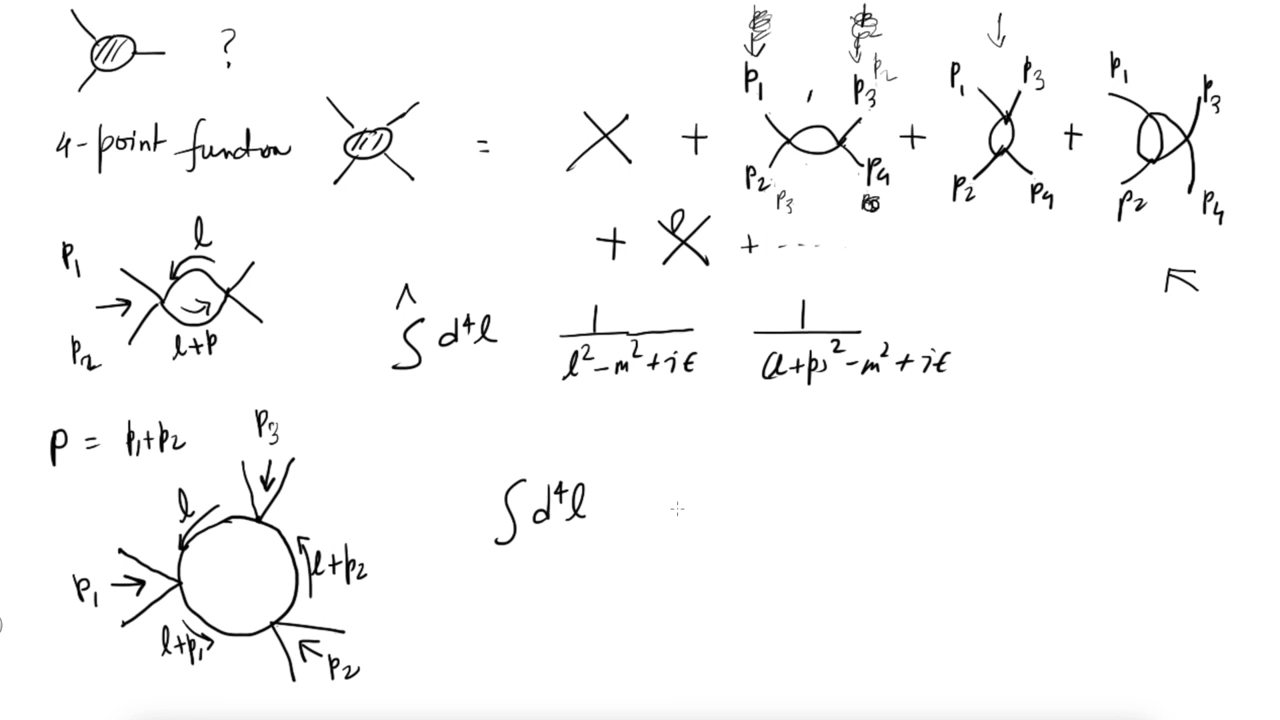 ?
p1 p3 p2 p1 p3 p1 p3
4-point function = + + +
p2 p3 p4 p2 p4 p2 p4
+ + ----
p1 l
p2 l+p
∫^Λ d⁴l 1/(l²-m²+iε) 1/((l+p)²-m²+iε)
p = p1+p2
p3
l
∫ d⁴l
p1 l+p2
l+p1 p2